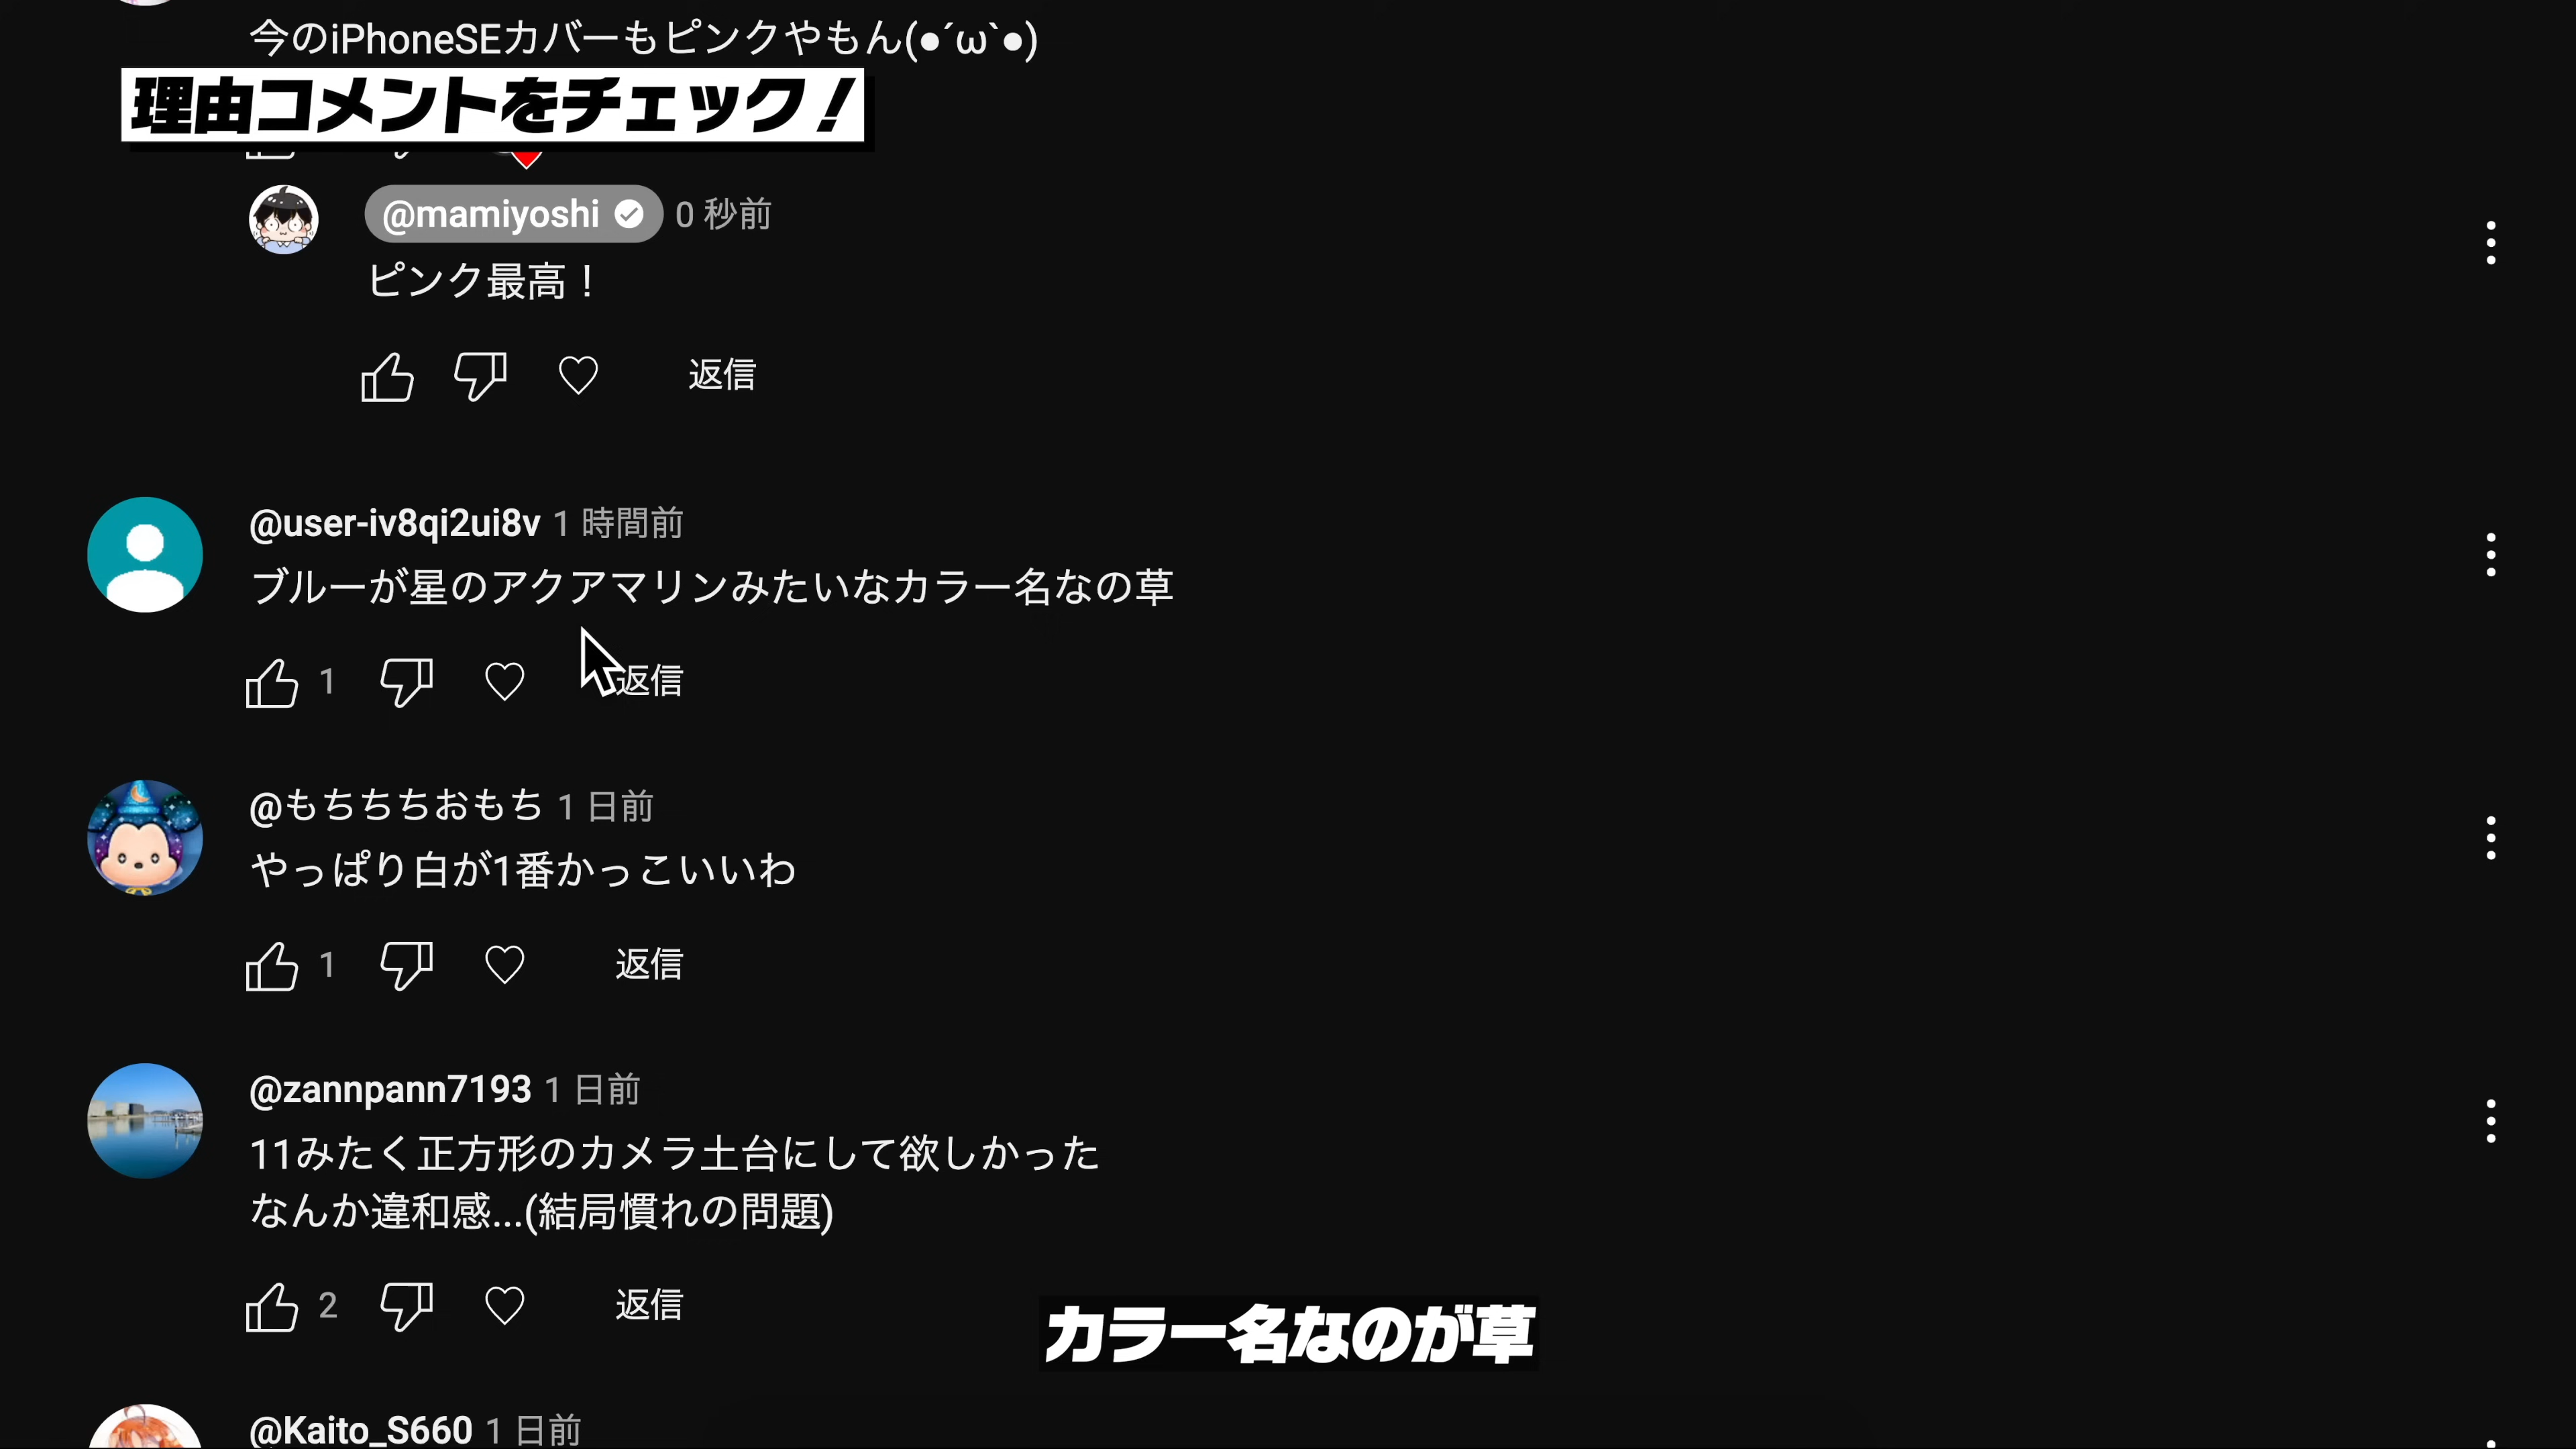 今のiPhoneSEカバーもピンクやもん(●´ω`●)
理由コメントをチェック！
@mamiyoshi 0 秒前
ピンク最高！
返信
@user-iv8qi2ui8v 1 時間前
ブルーが星のアクアマリンみたいなカラー名なの草
1 返信
@もちちちおもち 1 日前
やっぱり白が1番かっこいいわ
1 返信
@zannpann7193 1 日前
11みたく正方形のカメラ土台にして欲しかった
なんか違和感...(結局慣れの問題)
2 返信
カラー名なのが草
@Kaito_S660 1 日前